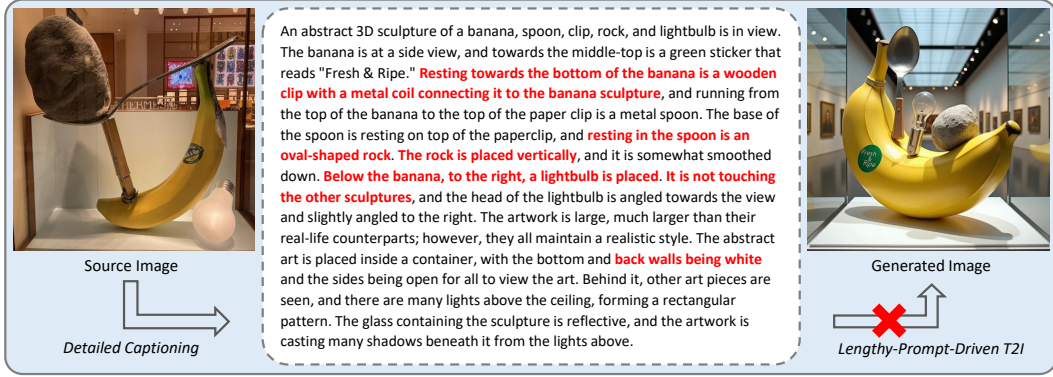 An abstract 3D sculpture of a banana, spoon, clip, rock, and lightbulb is in view.
The banana is at a side view, and towards the middle-top is a green sticker that
reads "Fresh & Ripe." Resting towards the bottom of the banana is a wooden
clip with a metal coil connecting it to the banana sculpture, and running from
the top of the banana to the top of the paper clip is a metal spoon. The base
of the spoon is resting on top of the paperclip, and resting in the spoon is an
oval-shaped rock. The rock is placed vertically, and it is somewhat smoothed
down. Below the banana, to the right, a lightbulb is placed. It is not touching
the other sculptures, and the head of the lightbulb is angled towards the view
and slightly angled to the right. The artwork is large, much larger than their
real-life counterparts; however, they all maintain a realistic style. The abstract
art is placed inside a container, with the bottom and back walls being white
and the sides being open for all to view the art. Behind it, other art pieces are
seen, and there are many lights above the ceiling, forming a rectangular
pattern. The glass containing the sculpture is reflective, and the artwork is
casting many shadows beneath it from the lights above.
Source Image
Detailed Captioning
Fresh
&
Ripe
Generated Image
Lengthy-Prompt-Driven T2I